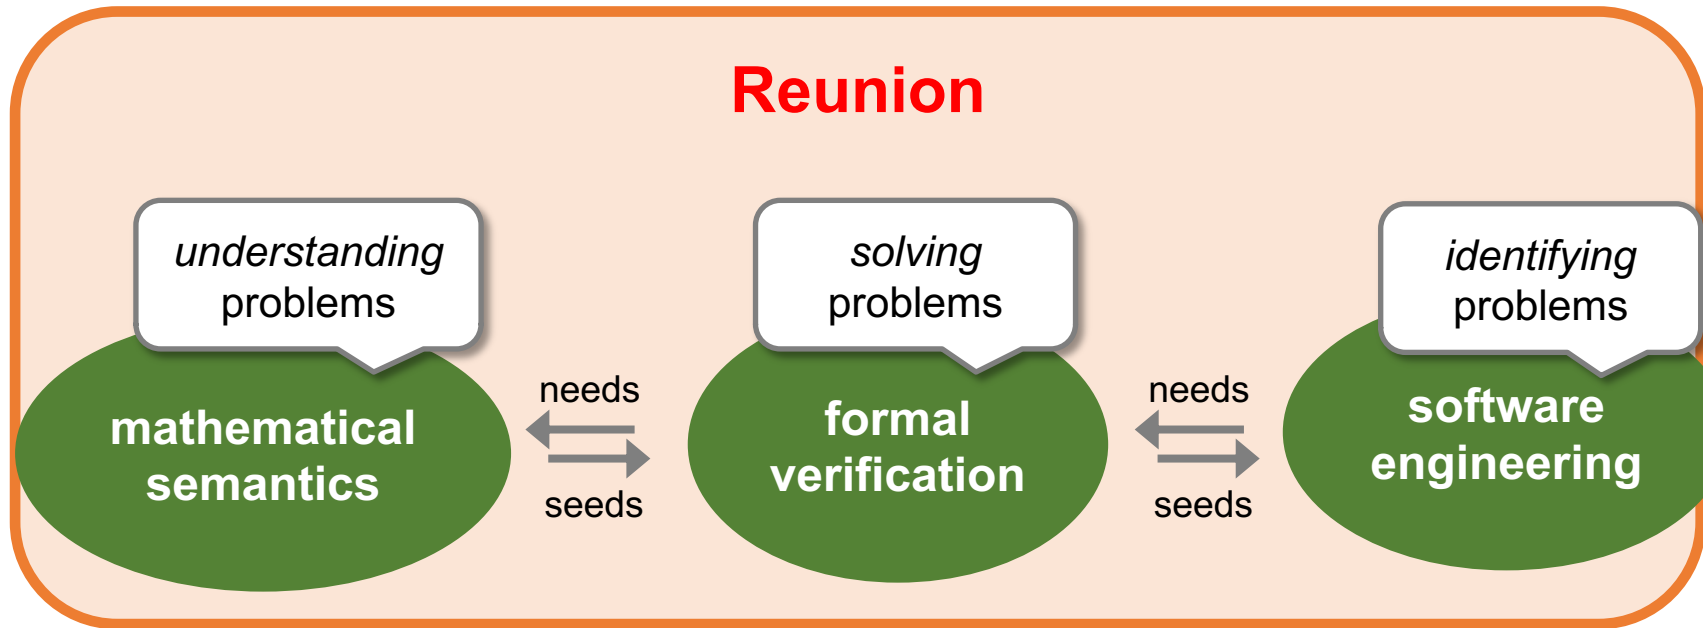 Reunion
understanding
problems
solving
problems
identifying
problems
mathematical
semantics
needs
seeds
formal
verification
needs
seeds
software
engineering